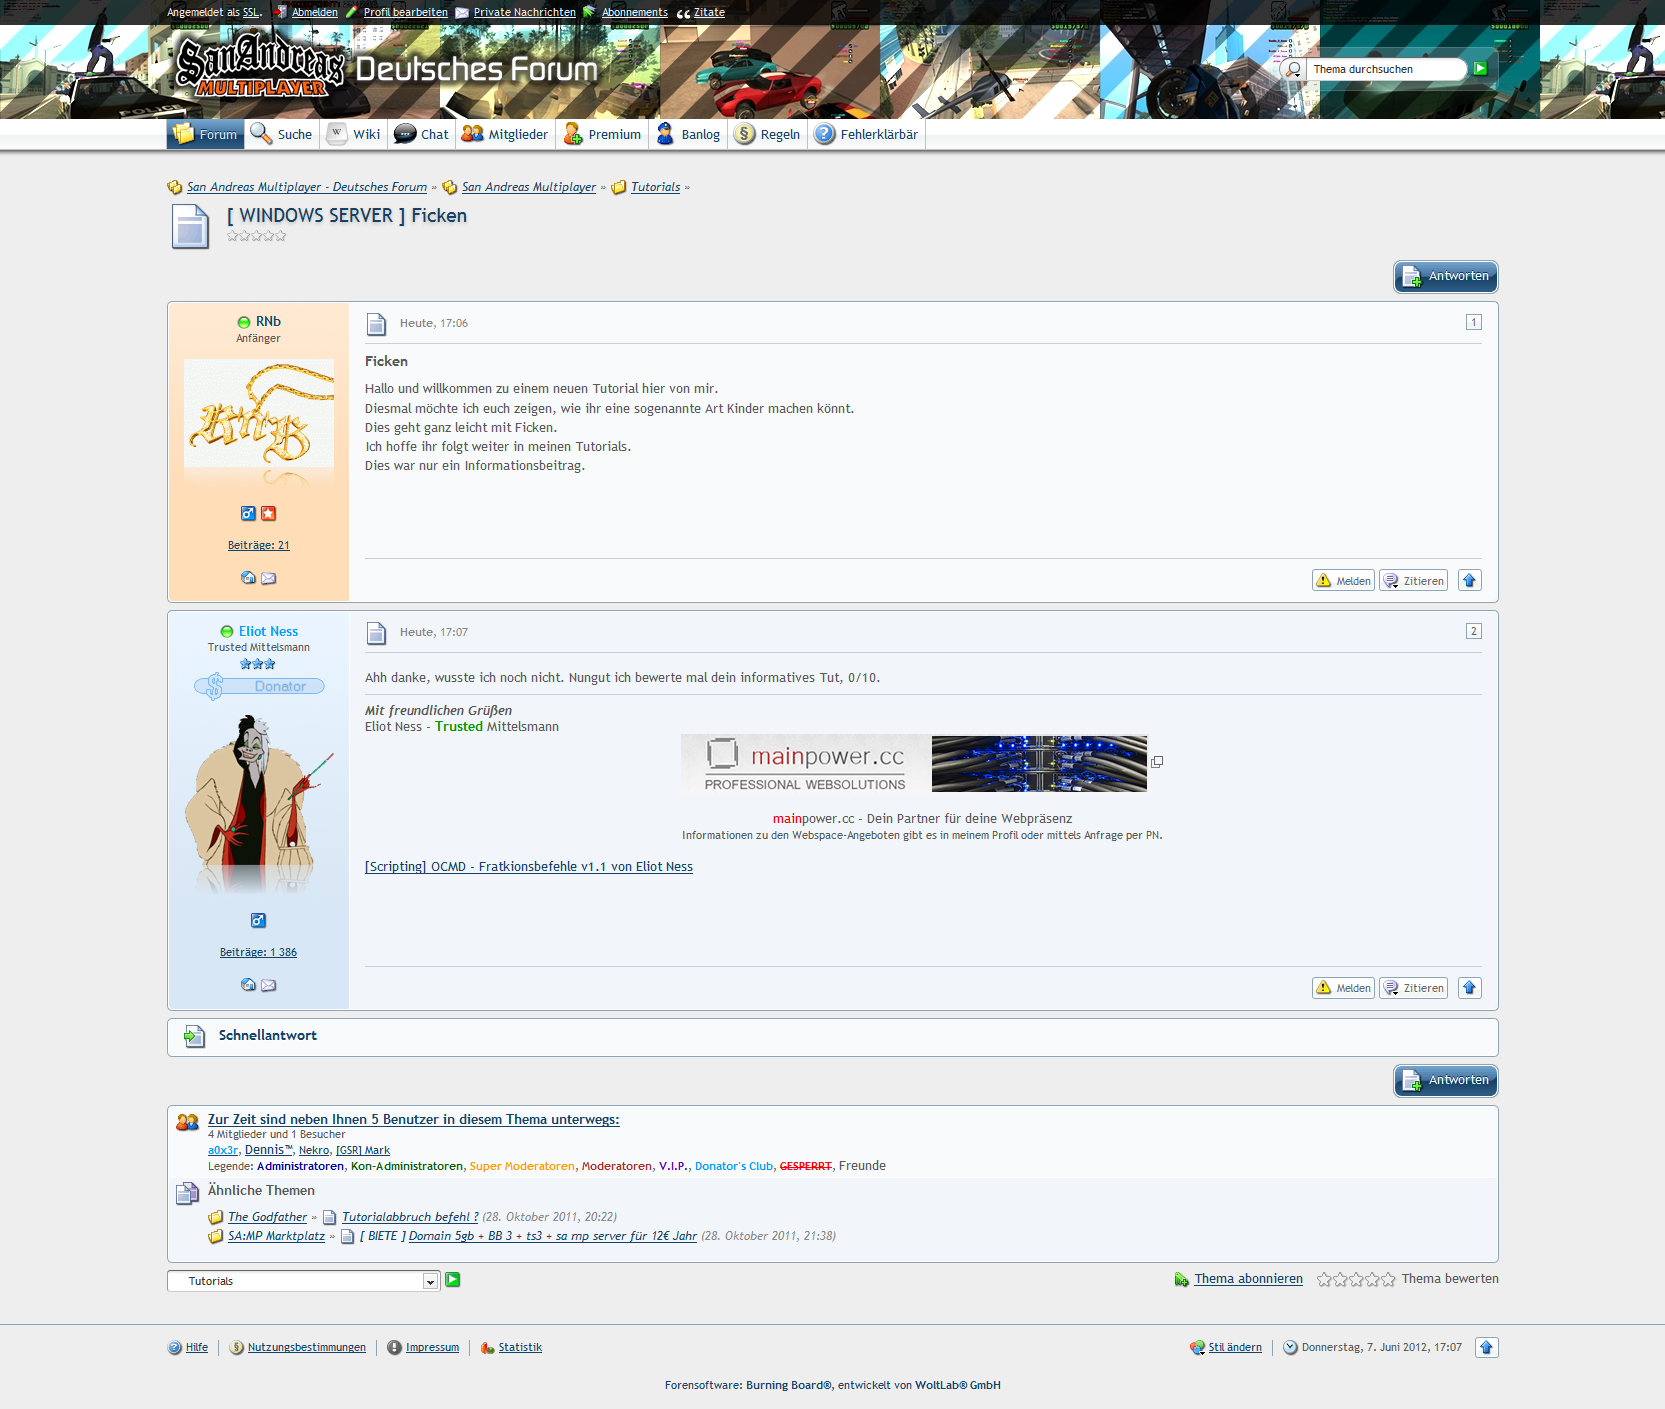 Angemeldet als SSL. Abmelden Profil bearbeiten Private Nachrichten Abonnements Zitate
San Andreas
MULTIPLAYER
Deutsches Forum
Thema durchsuchen
POLICE
Forum Suche Wiki Chat Mitglieder Premium Banlog Regeln Fehlerklärbär
San Andreas Multiplayer - Deutsches Forum » San Andreas Multiplayer » Tutorials »
[ WINDOWS SERVER ] Ficken
Antworten
RNb
Anfänger
RnB
Beiträge: 21
Heute, 17:06 1
Ficken
Hallo und willkommen zu einem neuen Tutorial hier von mir.
Diesmal möchte ich euch zeigen, wie ihr eine sogenannte Art Kinder machen könnt.
Dies geht ganz leicht mit Ficken.
Ich hoffe ihr folgt weiter in meinen Tutorials.
Dies war nur ein Informationsbeitrag.
Melden Zitieren
Eliot Ness
Trusted Mittelsmann
Donator
Beiträge: 1 386
Heute, 17:07 2
Ahh danke, wusste ich noch nicht. Nungut ich bewerte mal dein informatives Tut, 0/10.
Mit freundlichen Grüßen
Eliot Ness - Trusted Mittelsmann
mainpower.cc
PROFESSIONAL WEBSOLUTIONS
mainpower.cc - Dein Partner für deine Webpräsenz
Informationen zu den Webspace-Angeboten gibt es in meinem Profil oder mittels Anfrage per PN.
[Scripting] OCMD - Fratkionsbefehle v1.1 von Eliot Ness
Melden Zitieren
Schnellantwort
Antworten
Zur Zeit sind neben Ihnen 5 Benutzer in diesem Thema unterwegs:
4 Mitglieder und 1 Besucher
a0x3r, Dennis™, Nekro, [GSR] Mark
Legende: Administratoren, Kon-Administratoren, Super Moderatoren, Moderatoren, V.I.P., Donator's Club, GESPERRT, Freunde
Ähnliche Themen
The Godfather » Tutorialabbruch befehl ? (28. Oktober 2011, 20:22)
SA:MP Marktplatz » [ BIETE ] Domain 5gb + BB 3 + ts3 + sa mp server für 12€ Jahr (28. Oktober 2011, 21:38)
Tutorials
Thema abonnieren Thema bewerten
Hilfe Nutzungsbestimmungen Impressum Statistik
Stil ändern Donnerstag, 7. Juni 2012, 17:07
Forensoftware: Burning Board®, entwickelt von WoltLab® GmbH